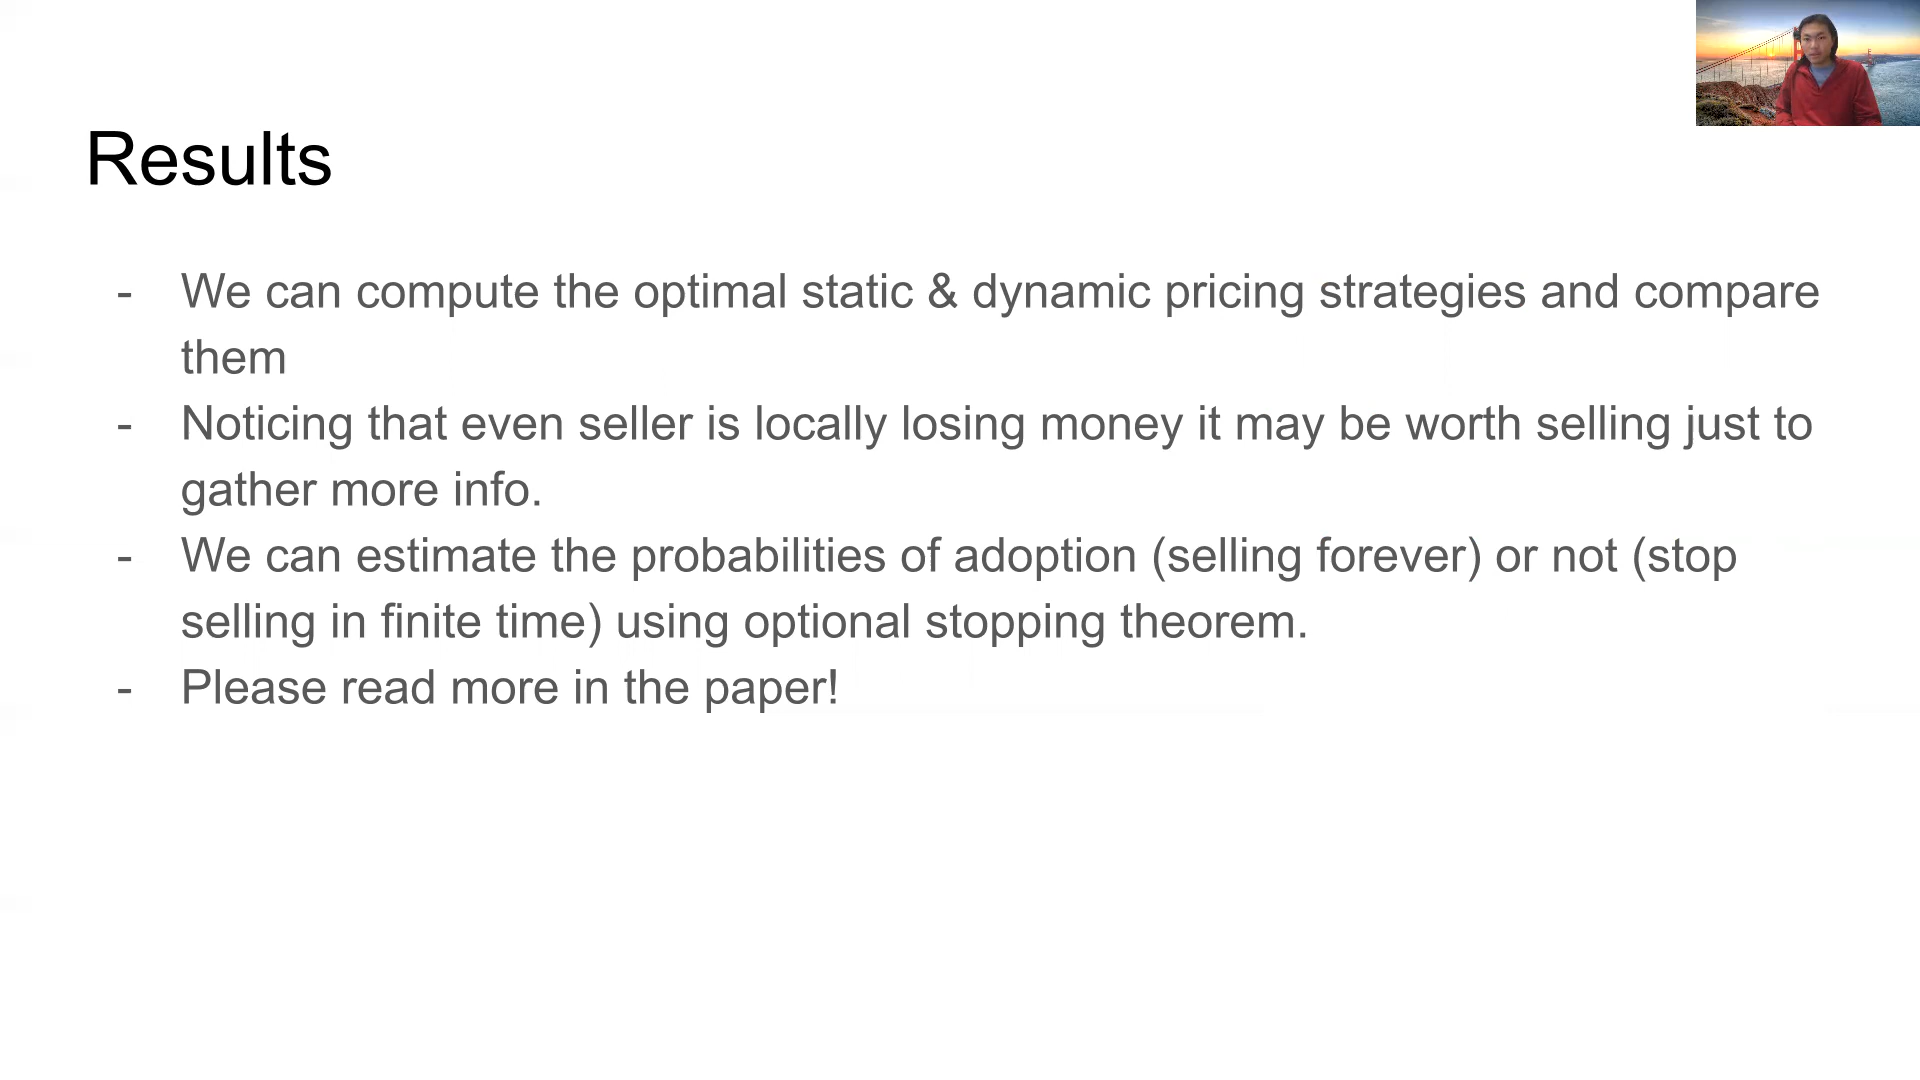 Results
- We can compute the optimal static & dynamic pricing strategies and compare
them
- Noticing that even seller is locally losing money it may be worth selling just to
gather more info.
- We can estimate the probabilities of adoption (selling forever) or not (stop
selling in finite time) using optional stopping theorem.
- Please read more in the paper!